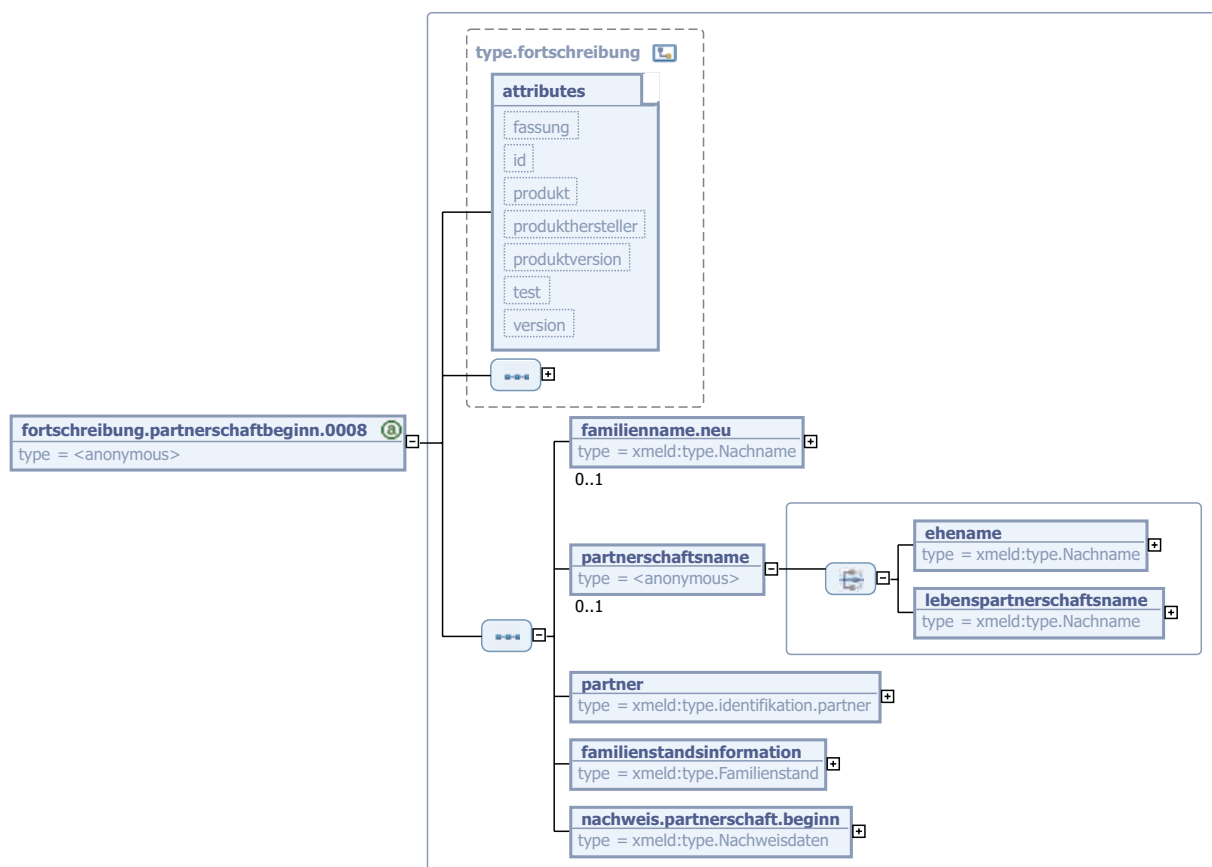 type.fortschreibung
attributes
fassung
id
produkt
produkthersteller
produktversion
test
version
fortschreibung.partnerschaftbeginn.0008 a
type = <anonymous>
familienname.neu
type = xmeld:type.Nachname
0..1
partnerschaftsname
type = <anonymous>
0..1
ehename
type = xmeld:type.Nachname
lebenspartnerschaftsname
type = xmeld:type.Nachname
partner
type = xmeld:type.identifikation.partner
familienstandsinformation
type = xmeld:type.Familienstand
nachweis.partnerschaft.beginn
type = xmeld:type.Nachweisdaten